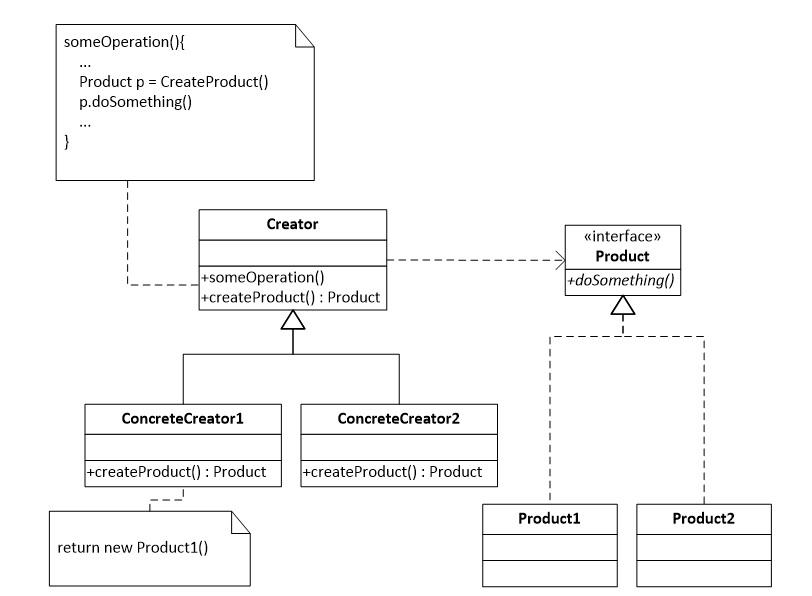 someOperation(){
...
Product p = CreateProduct()
p.doSomething()
...
}
Creator
+someOperation()
+createProduct() : Product
«interface»
Product
+doSomething()
ConcreteCreator1
+createProduct() : Product
ConcreteCreator2
+createProduct() : Product
return new Product1()
Product1
Product2